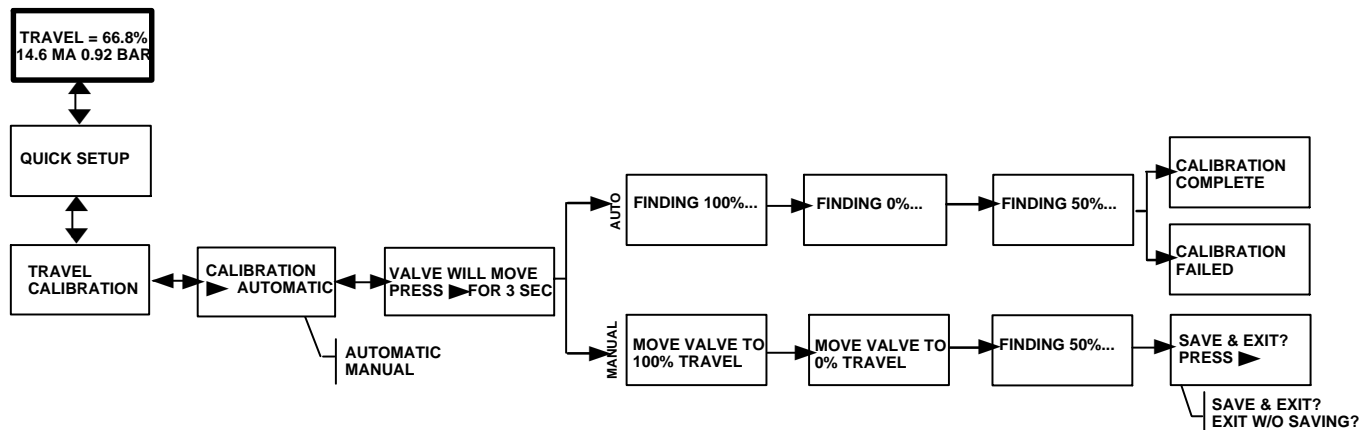 TRAVEL = 66.8%
14.6 MA 0.92 BAR
QUICK SETUP
TRAVEL
CALIBRATION
CALIBRATION
► AUTOMATIC
AUTOMATIC
MANUAL
VALVE WILL MOVE
PRESS ► FOR 3 SEC
AUTO
FINDING 100%...
FINDING 0%...
FINDING 50%...
CALIBRATION
COMPLETE
CALIBRATION
FAILED
MANUAL
MOVE VALVE TO
100% TRAVEL
MOVE VALVE TO
0% TRAVEL
FINDING 50%...
SAVE & EXIT?
PRESS ►
SAVE & EXIT?
EXIT W/O SAVING?